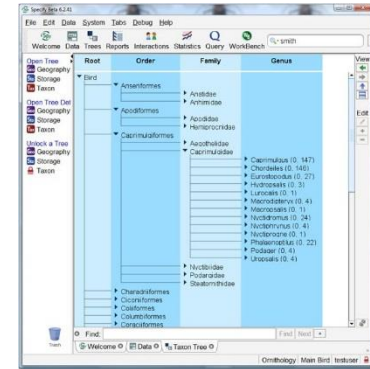 Specify Beta 6.2.41
File Edit Data System Tabs Debug Help
Welcome Data Trees Reports Interactions Statistics Query WorkBench smith
Open Tree
Geography
Storage
Taxon
Open Tree Def
Geography
Storage
Taxon
Unlock a Tree
Geography
Storage
Taxon
Trash
Root Order Family Genus
Bird
Anseriformes
Anatidae
Anhimidae
Apodiformes
Apodidae
Hemiprocnidae
Caprimulgiformes
Aegothelidae
Caprimulgidae
Caprimulgus (0, 147)
Chordeiles (0, 146)
Eurostopodus (0, 27)
Hydropsalis (0, 3)
Lurocalis (0, 1)
Macrodipteryx (0, 4)
Macropsalis (0, 1)
Nyctidromus (0, 24)
Nyctiphrynus (0, 4)
Nyctiprogne (0, 1)
Phalaenoptilus (0, 22)
Podager (0, 4)
Uropsalis (0, 4)
Nyctibiidae
Podargidae
Steatornithidae
Charadriiformes
Ciconiiformes
Coliiformes
Columbiformes
Coraciiformes
View
Edit
Find: Find Next
Welcome Data Taxon Tree
Ornithology Main Bird testuser